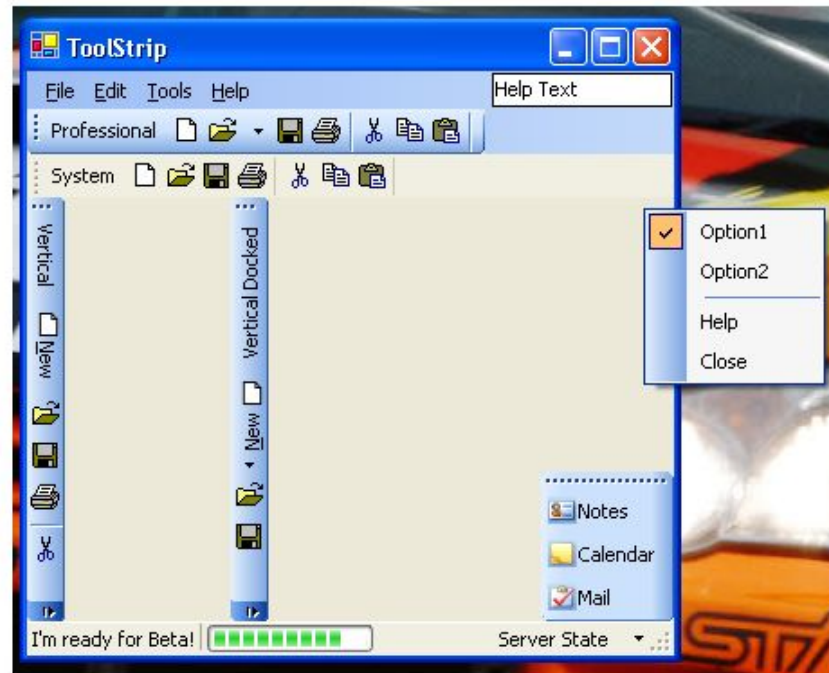 ToolStrip
File Edit Tools Help
Help Text
Professional
System
Vertical
New
Vertical Docked
New
Option1
Option2
Help
Close
Notes
Calendar
Mail
I'm ready for Beta!
Server State